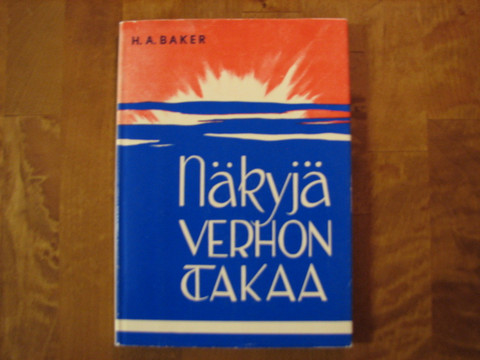 H. A. BAKER
Näkyjä
VERHON
TAKAA